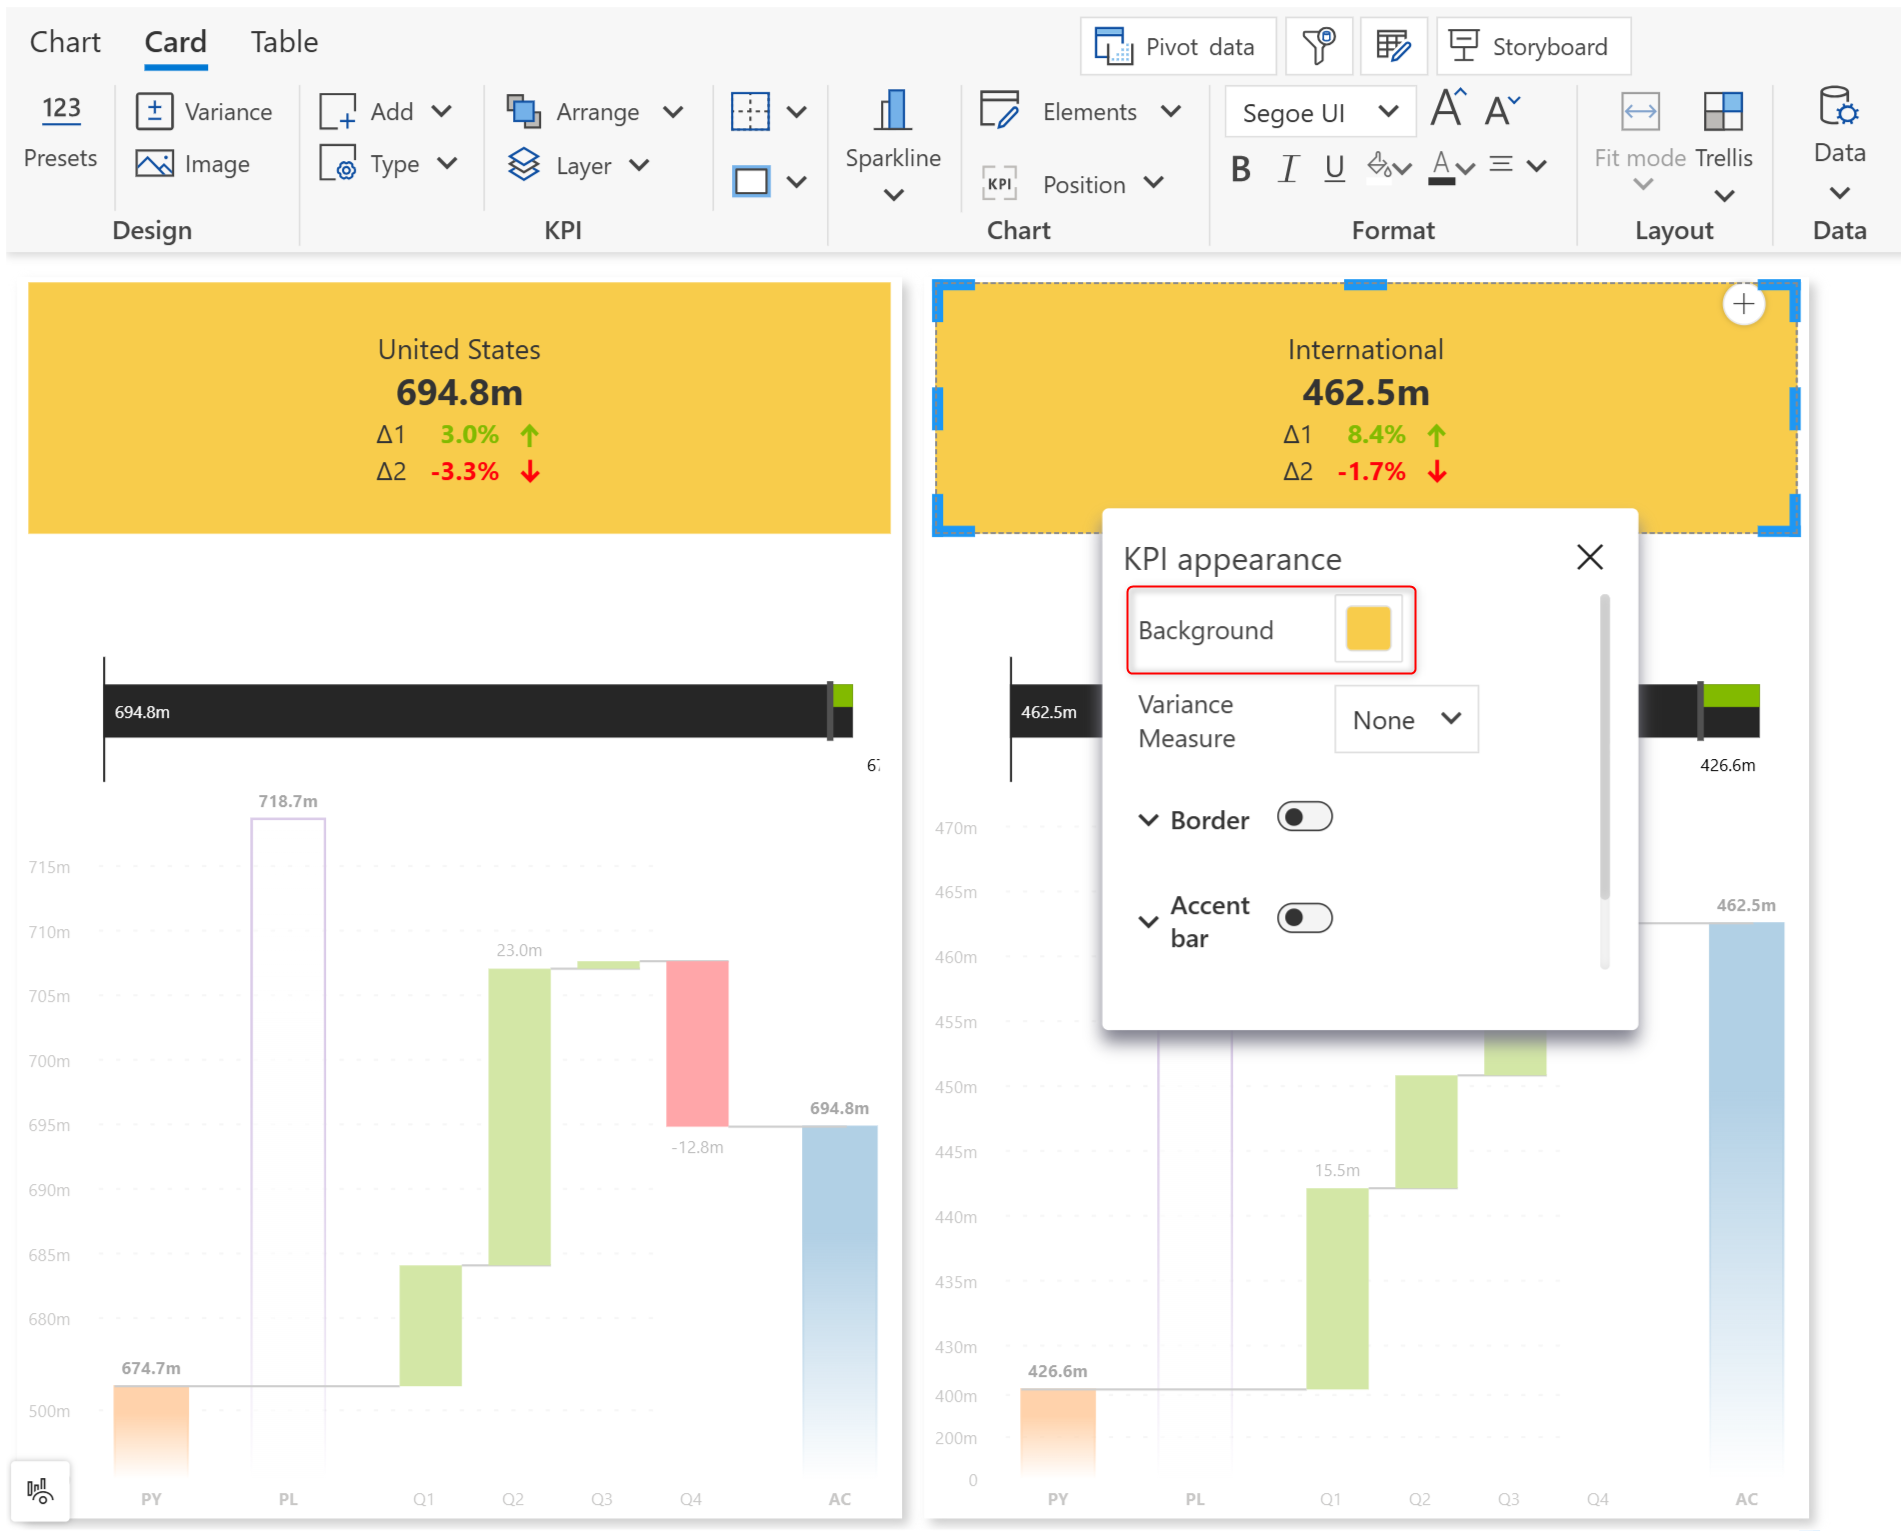 Chart Card Table
Pivot data Storyboard
123
Presets
Variance
Image
Design
Add
Type
Arrange
Layer
KPI
Sparkline
Elements
KPI
Position
Chart
Segoe UI
A A
B I U A
Format
Fit mode
Trellis
Layout
Data
Data
United States
694.8m
Δ1 3.0%
Δ2 -3.3%
694.8m
718.7m
715m
710m
23.0m
705m
700m
694.8m
695m
-12.8m
690m
685m
680m
674.7m
500m
PY PL Q1 Q2 Q3 Q4 AC
International
462.5m
Δ1 8.4%
Δ2 -1.7%
KPI appearance
Background
Variance
Measure
None
Border
Accent
bar
462.5m
426.6m
470m
465m
462.5m
460m
455m
450m
445m
15.5m
440m
435m
430m
426.6m
400m
200m
0
PY PL Q1 Q2 Q3 Q4 AC